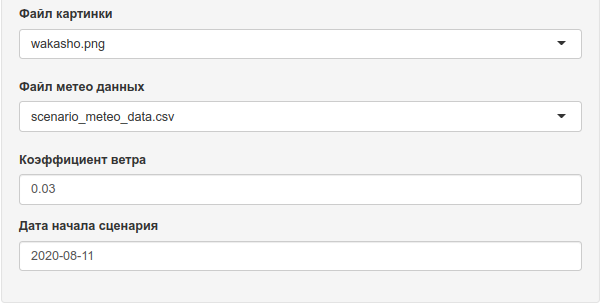 Файл картинки
wakasho.png
Файл метео данных
scenario_meteo_data.csv
Коэффициент ветра
0.03
Дата начала сценария
2020-08-11